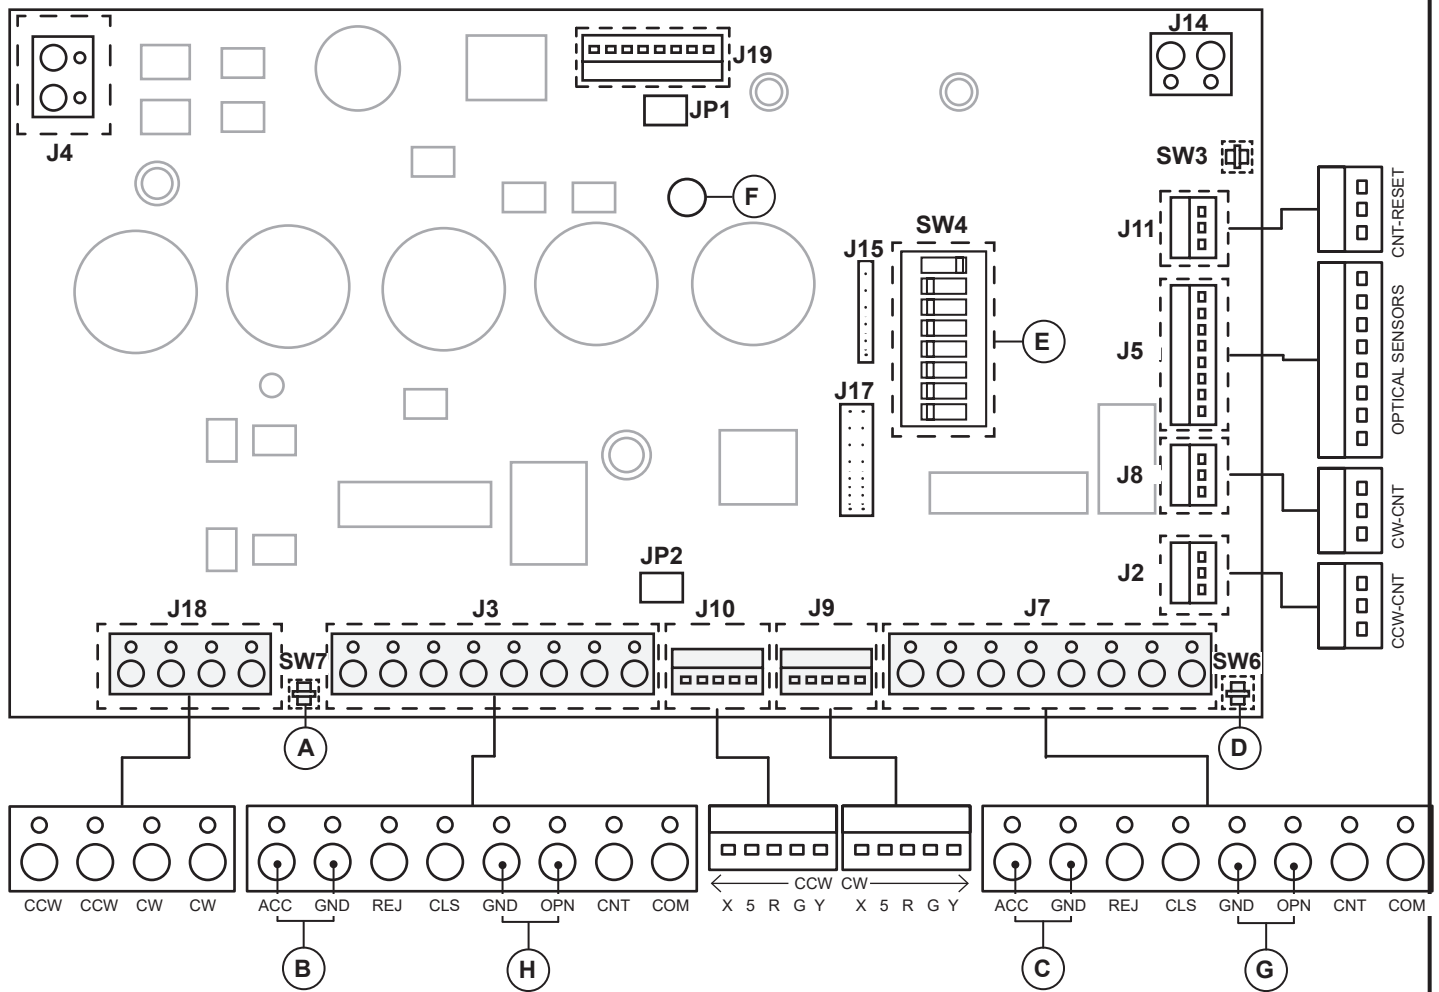 J14
J19
JP1
J4
SW3
CNT-RESET
F
J11
SW4
J15
OPTICAL SENSORS
E
J5
J17
J8
CW-CNT
JP2
J2
CCW-CNT
J18
J3
J10
J9
J7
SW7
SW6
A
D
CCW CCW CW CW
ACC GND REJ CLS GND OPN CNT COM
CCW CW
X 5 R G Y
X 5 R G Y
ACC GND REJ CLS GND OPN CNT COM
B
H
C
G